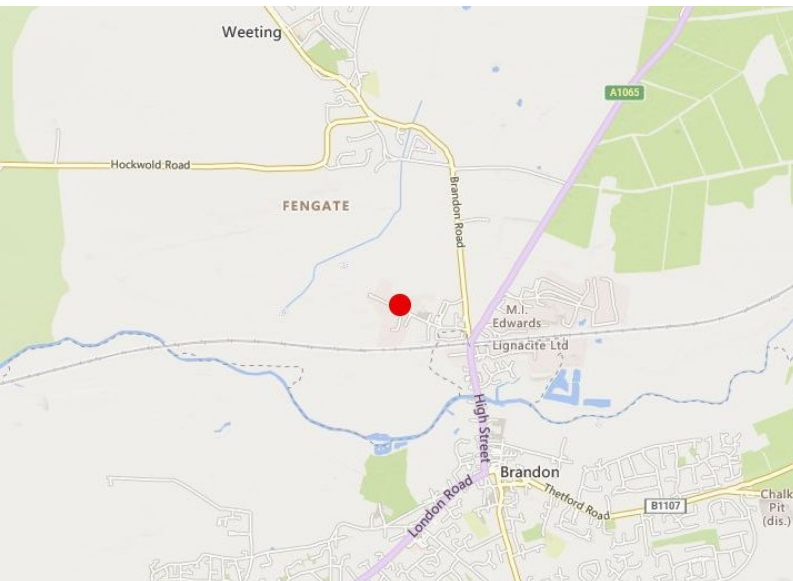 Weeting
A1065
Hockwold Road
Brandon Road
FENGATE
M.I.
Edwards
Lignacite Ltd
High Street
Brandon
London Road
Thetford Road
B1107
Chalk
Pit
(dis.)